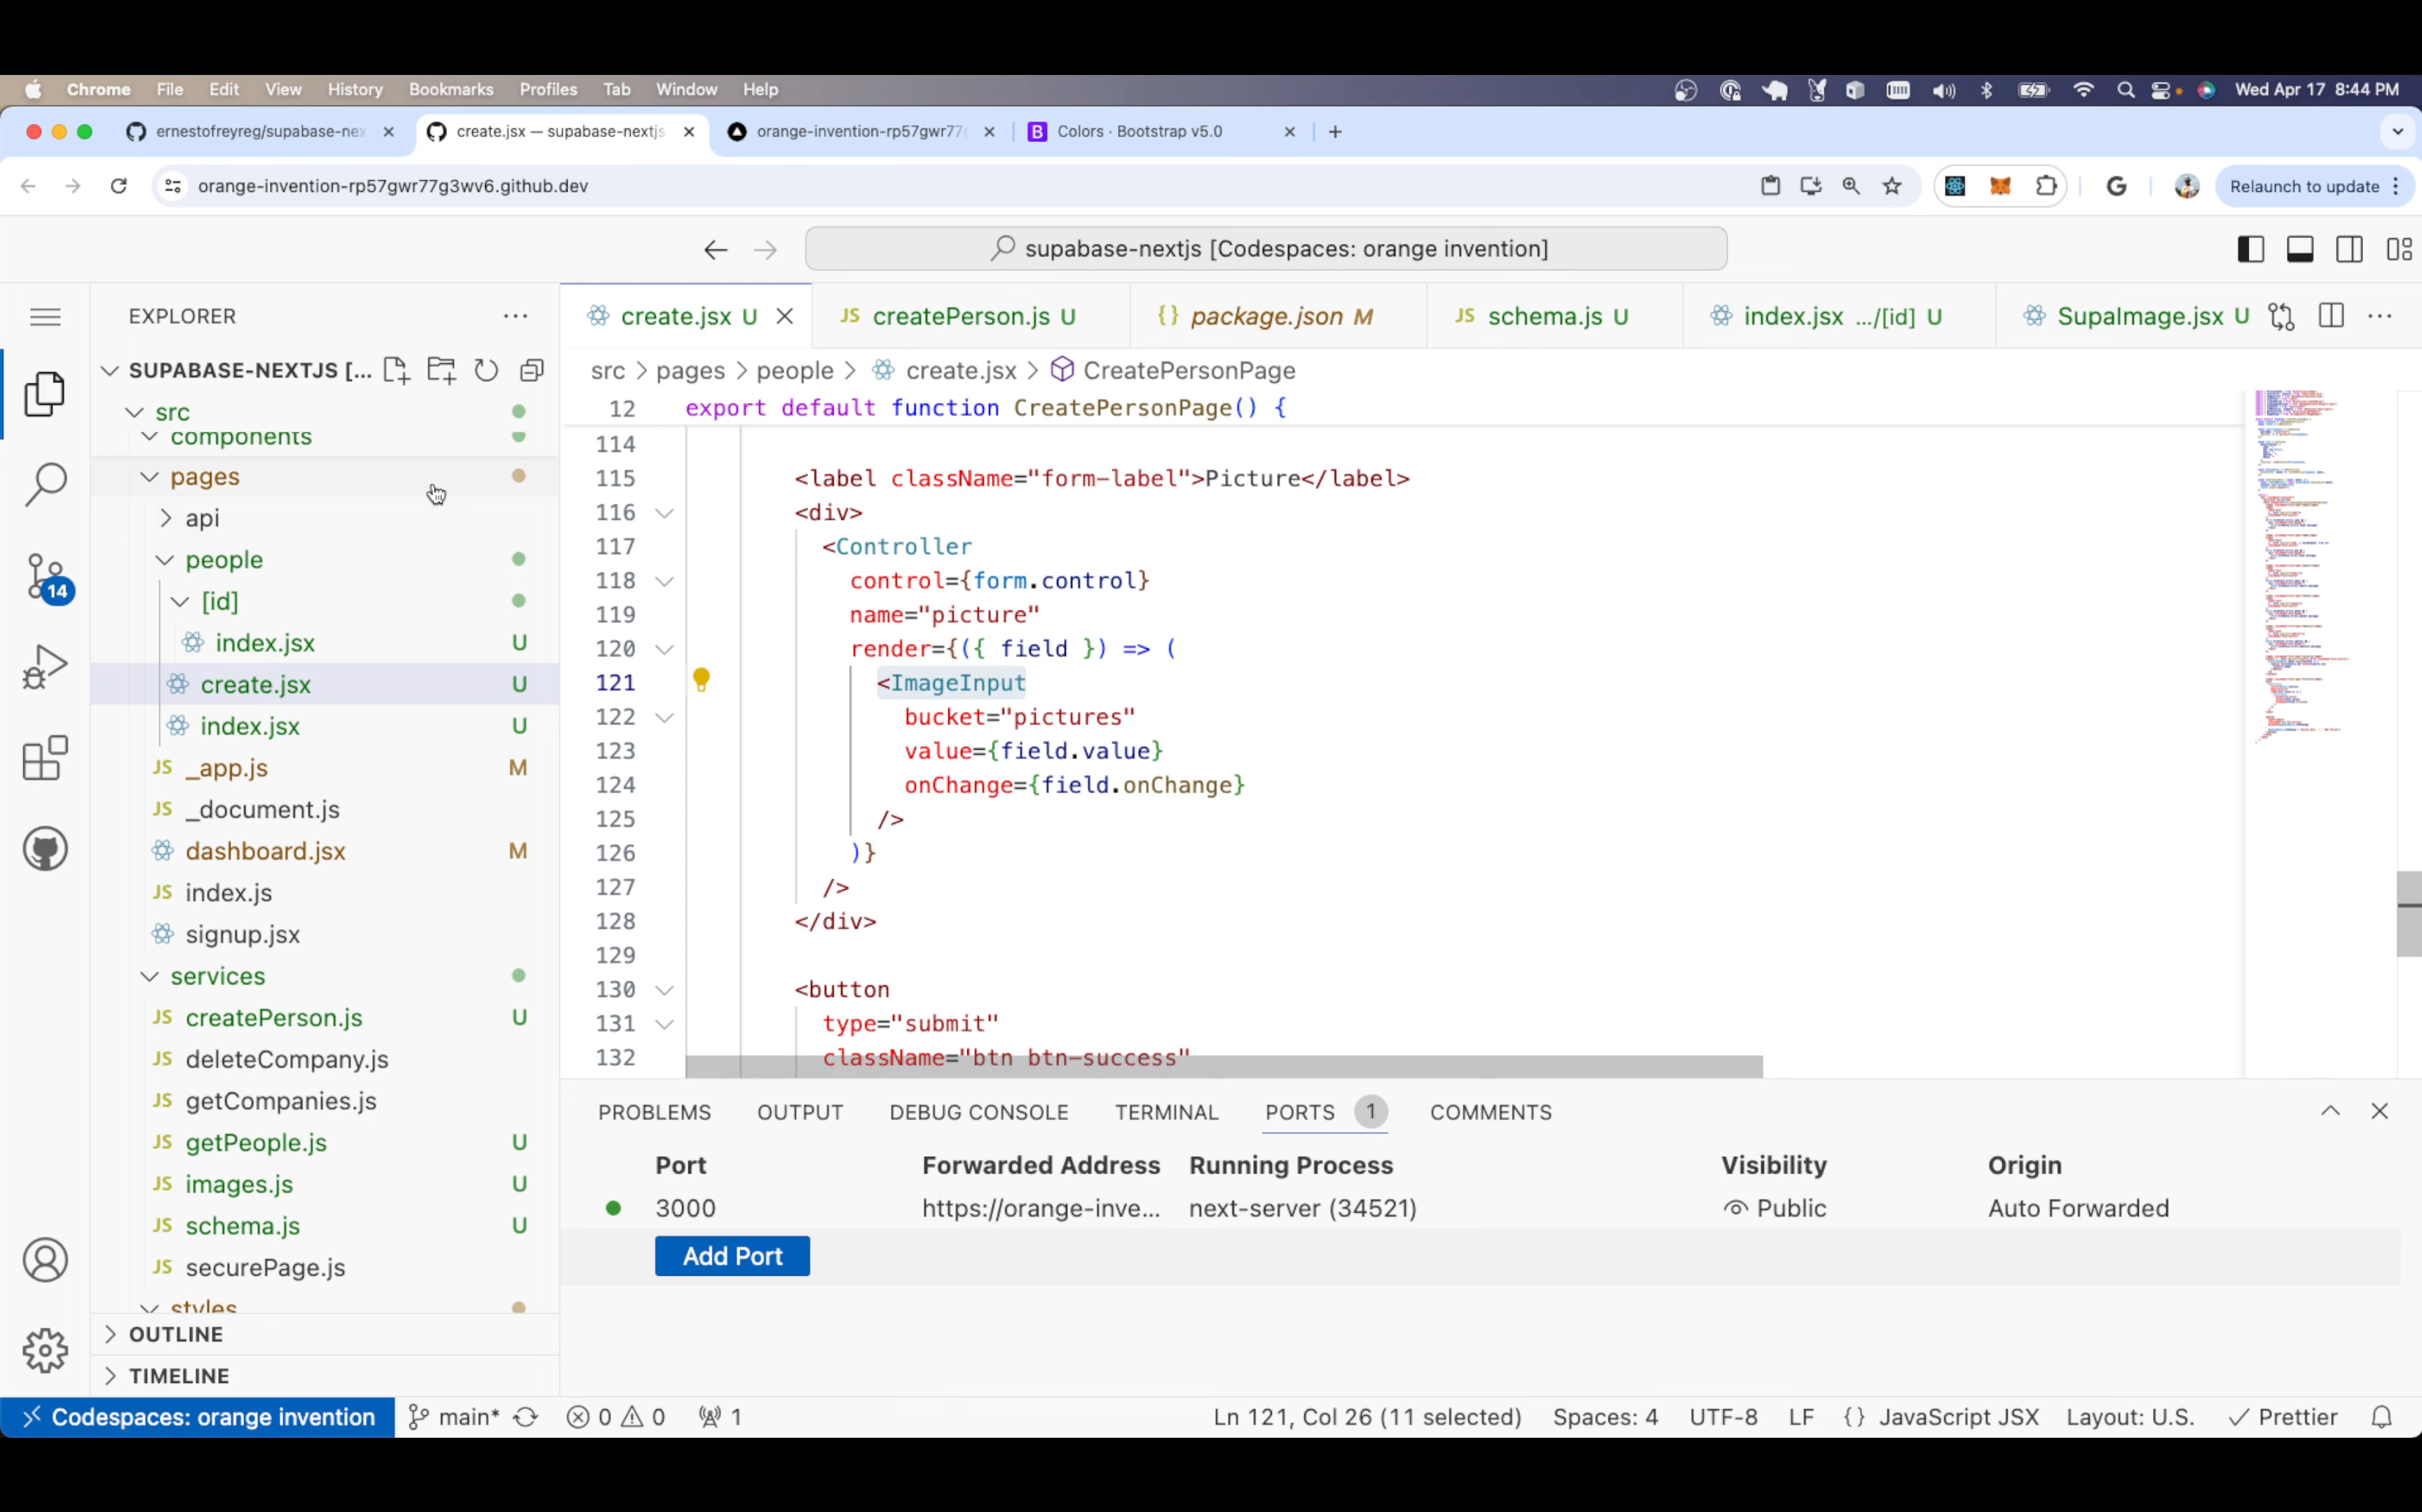 Chrome File Edit View History Bookmarks Profiles Tab Window Help Wed Apr 17 8:44 PM
ernestofreyreg/supabase-nex create.jsx — supabase-nextjs orange-invention-rp57gwr77g Colors · Bootstrap v5.0
orange-invention-rp57gwr77g3wv6.github.dev Relaunch to update
supabase-nextjs [Codespaces: orange invention]
EXPLORER
SUPABASE-NEXTJS [...
src
components
pages
api
people
[id]
index.jsx U
create.jsx U
index.jsx U
_app.js M
_document.js
dashboard.jsx M
index.js
signup.jsx
services
createPerson.js U
deleteCompany.js
getCompanies.js
getPeople.js U
images.js U
schema.js U
securePage.js
styles
OUTLINE
TIMELINE
14
create.jsx U createPerson.js U package.json M schema.js U index.jsx .../[id] U SupaImage.jsx U
src > pages > people > create.jsx > CreatePersonPage
12 export default function CreatePersonPage() {
114
115 <label className="form-label">Picture</label>
116 <div>
117 <Controller
118 control={form.control}
119 name="picture"
120 render={({ field }) => (
121 <ImageInput
122 bucket="pictures"
123 value={field.value}
124 onChange={field.onChange}
125 />
126 )}
127 />
128 </div>
129
130 <button
131 type="submit"
132 className="btn btn-success"
PROBLEMS OUTPUT DEBUG CONSOLE TERMINAL PORTS 1 COMMENTS
Port Forwarded Address Running Process Visibility Origin
3000 https://orange-inve... next-server (34521) Public Auto Forwarded
Add Port
Codespaces: orange invention main* 0 0 1 Ln 121, Col 26 (11 selected) Spaces: 4 UTF-8 LF {} JavaScript JSX Layout: U.S. Prettier